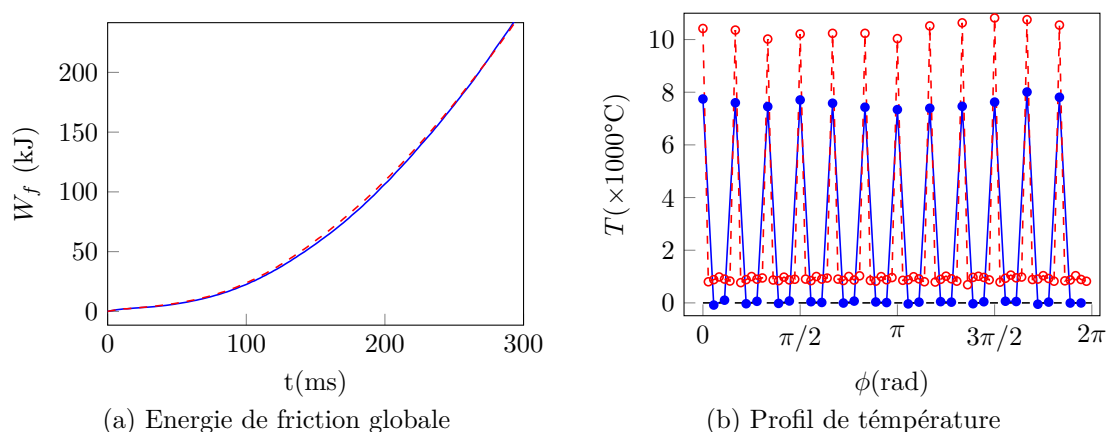 200
150
100
50
0
W_f (kJ)
0 100 200 300
t(ms)
(a) Energie de friction globale
10
8
6
4
2
0
T(×1000°C)
0 π/2 π 3π/2 2π
ϕ(rad)
(b) Profil de témpérature